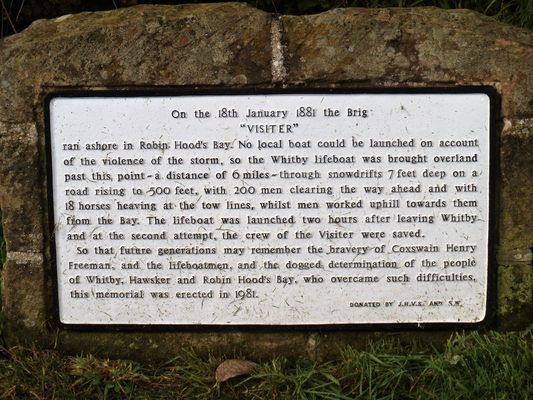 On the 18th January 1881 the Brig
"VISITER"
ran ashore in Robin Hood's Bay. No local boat could be launched on account
of the violence of the storm, so the Whitby lifeboat was brought overland
past this point - a distance of 6 miles - through snowdrifts 7 feet deep on a
road rising to 500 feet, with 200 men clearing the way ahead and with
18 horses heaving at the tow lines, whilst men worked uphill towards them
from the Bay. The lifeboat was launched two hours after leaving Whitby
and at the second attempt, the crew of the Visiter were saved.
So that future generations may remember the bravery of Coxswain Henry
Freeman, and the lifeboatmen, and the dogged determination of the people
of Whitby, Hawsker and Robin Hood's Bay, who overcame such difficulties,
this memorial was erected in 1981.
DONATED BY J.H.V.S. AND S.W.